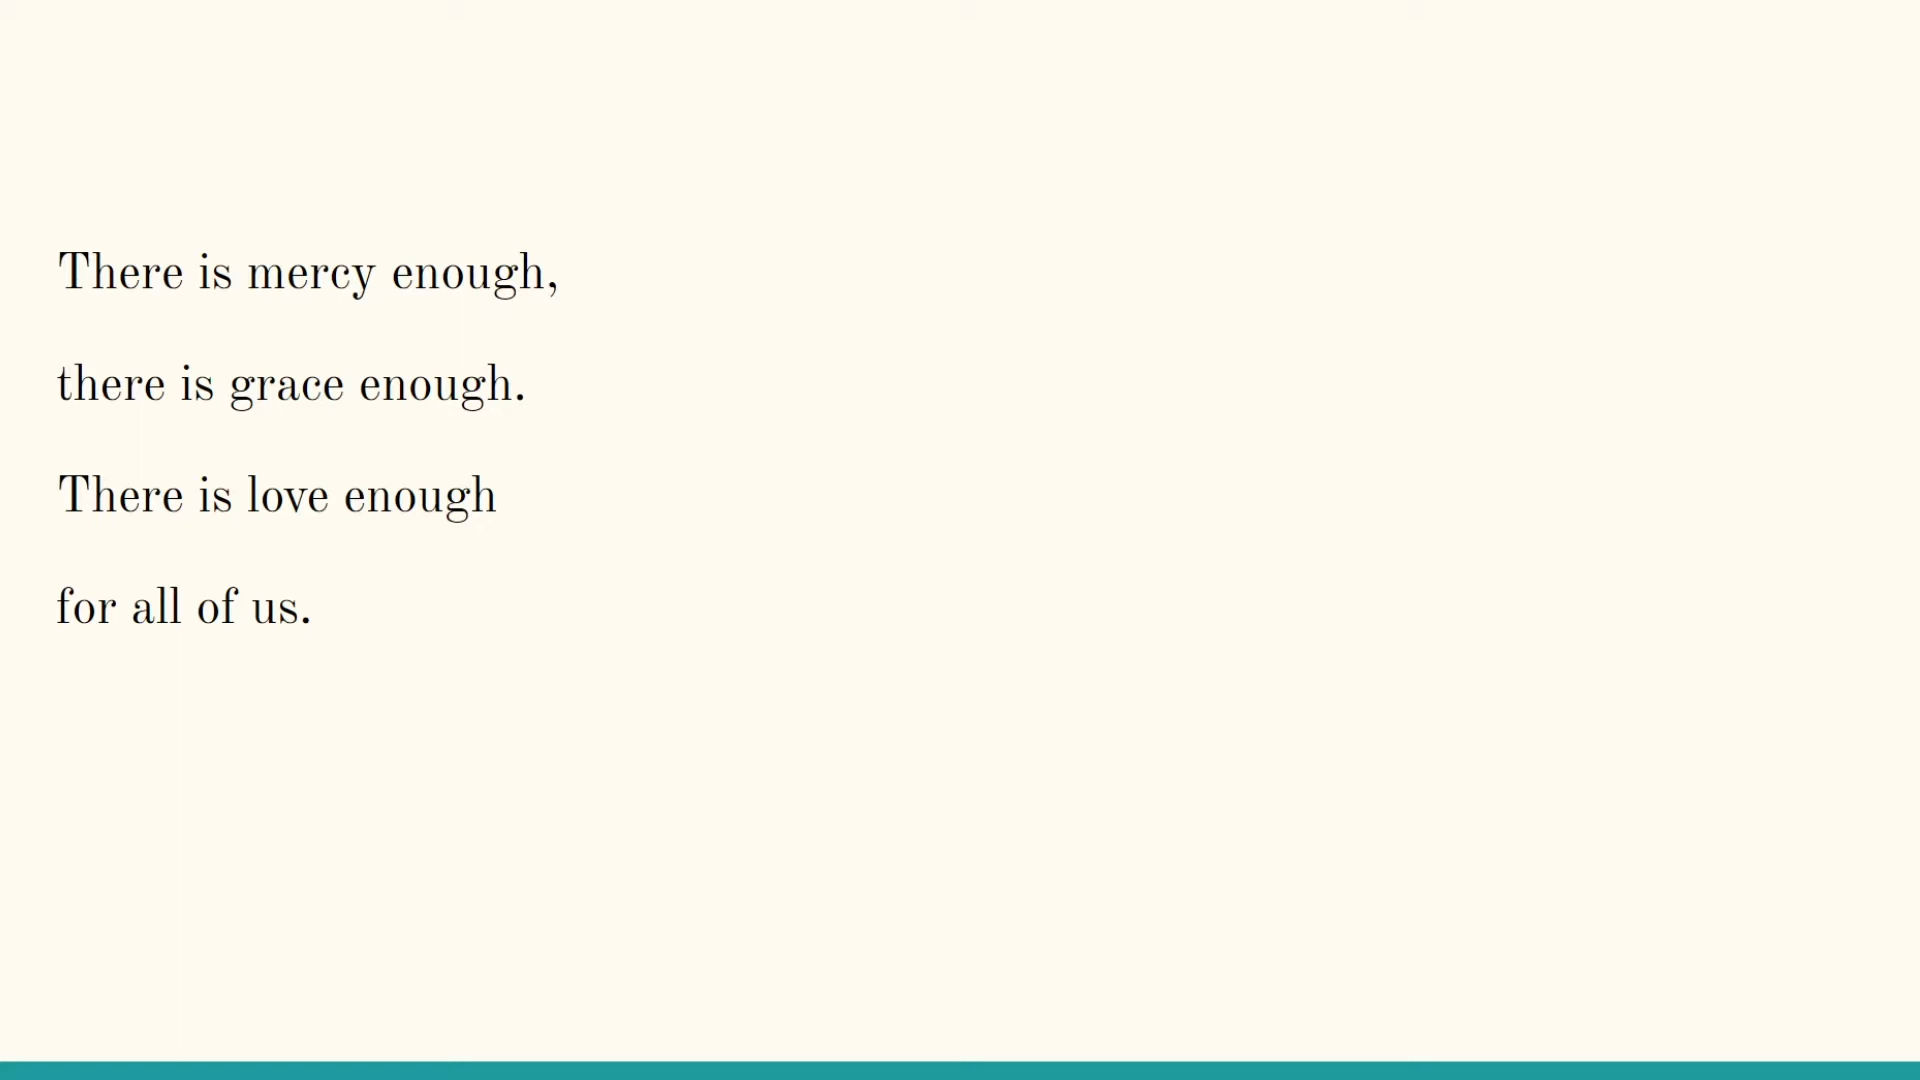 There is mercy enough,
there is grace enough.
There is love enough
for all of us.